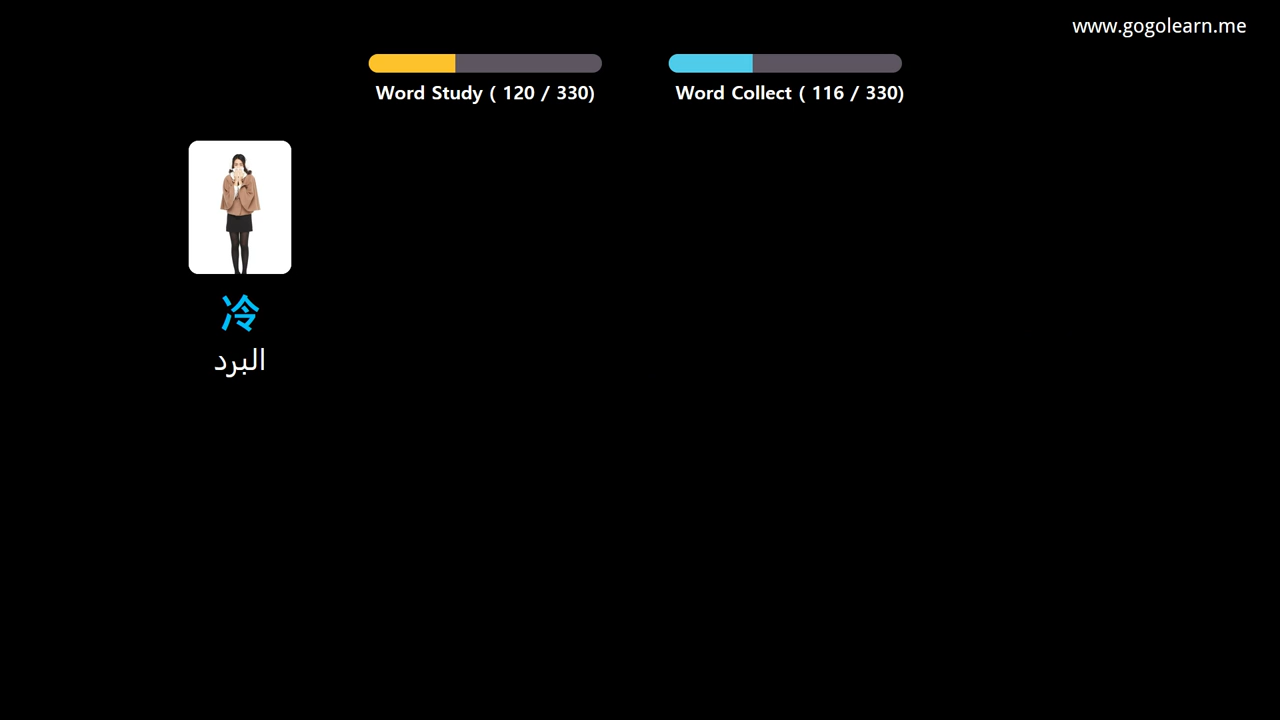 www.gogolearn.me
Word Study ( 120 / 330)
Word Collect ( 116 / 330)
冷
البرد